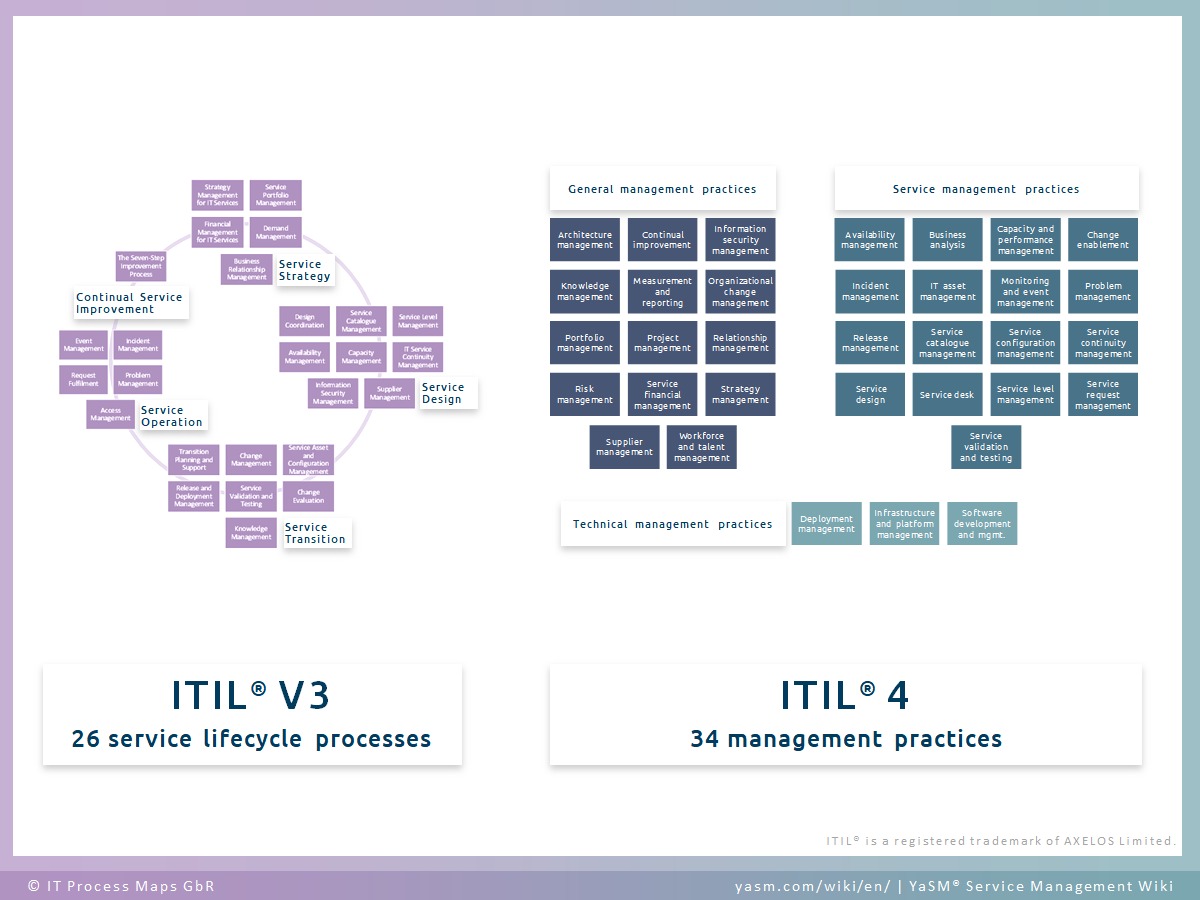 Strategy
Management
for IT Services
Service
Portfolio
Management
Financial
Management
for IT Services
Demand
Management
Business
Relationship
Management
Service
Strategy
The Seven-Step
Improvement
Process
Continual Service
Improvement
Design
Coordination
Service
Catalogue
Management
Service Level
Management
Availability
Management
Capacity
Management
IT Service
Continuity
Management
Information
Security
Management
Supplier
Management
Service
Design
Event
Management
Incident
Management
Request
Fulfilment
Problem
Management
Access
Management
Service
Operation
Transition
Planning and
Support
Change
Management
Service Asset
and
Configuration
Management
Release and
Deployment
Management
Service
Validation and
Testing
Change
Evaluation
Knowledge
Management
Service
Transition
General management practices
Architecture
management
Continual
improvement
Information
security
management
Knowledge
management
Measurement
and
reporting
Organizational
change
management
Portfolio
management
Project
management
Relationship
management
Risk
management
Service
financial
management
Strategy
management
Supplier
management
Workforce
and talent
management
Service management practices
Availability
management
Business
analysis
Capacity and
performance
management
Change
enablement
Incident
management
IT asset
management
Monitoring
and event
management
Problem
management
Release
management
Service
catalogue
management
Service
configuration
management
Service
continuity
management
Service
design
Service desk
Service level
management
Service
request
management
Service
validation
and testing
Technical management practices
Deployment
management
Infrastructure
and platform
management
Software
development
and mgmt.
ITIL® V3
26 service lifecycle processes
ITIL® 4
34 management practices
ITIL® is a registered trademark of AXELOS Limited.
© IT Process Maps GbR
yasm.com/wiki/en/ | YaSM® Service Management Wiki